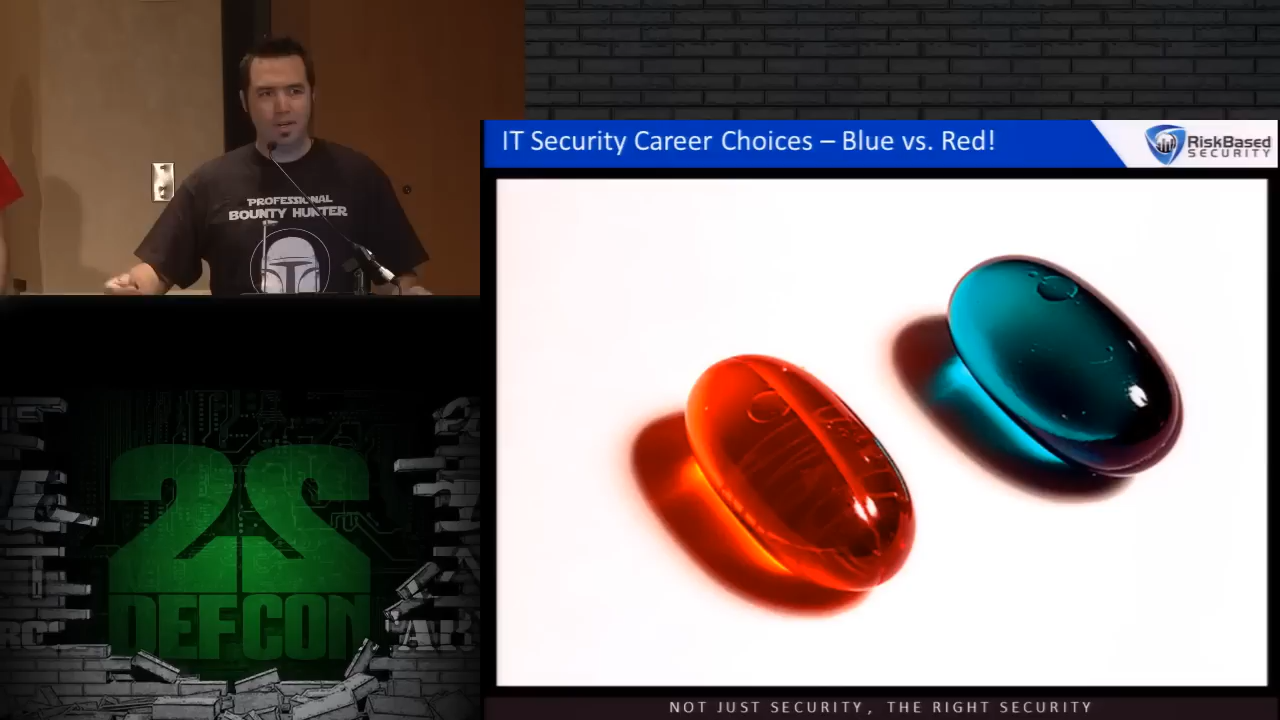 PROFESSIONAL
BOUNTY HUNTER
IT Security Career Choices – Blue vs. Red!
RiskBased
SECURITY
22
DEFCON
NOT JUST SECURITY, THE RIGHT SECURITY